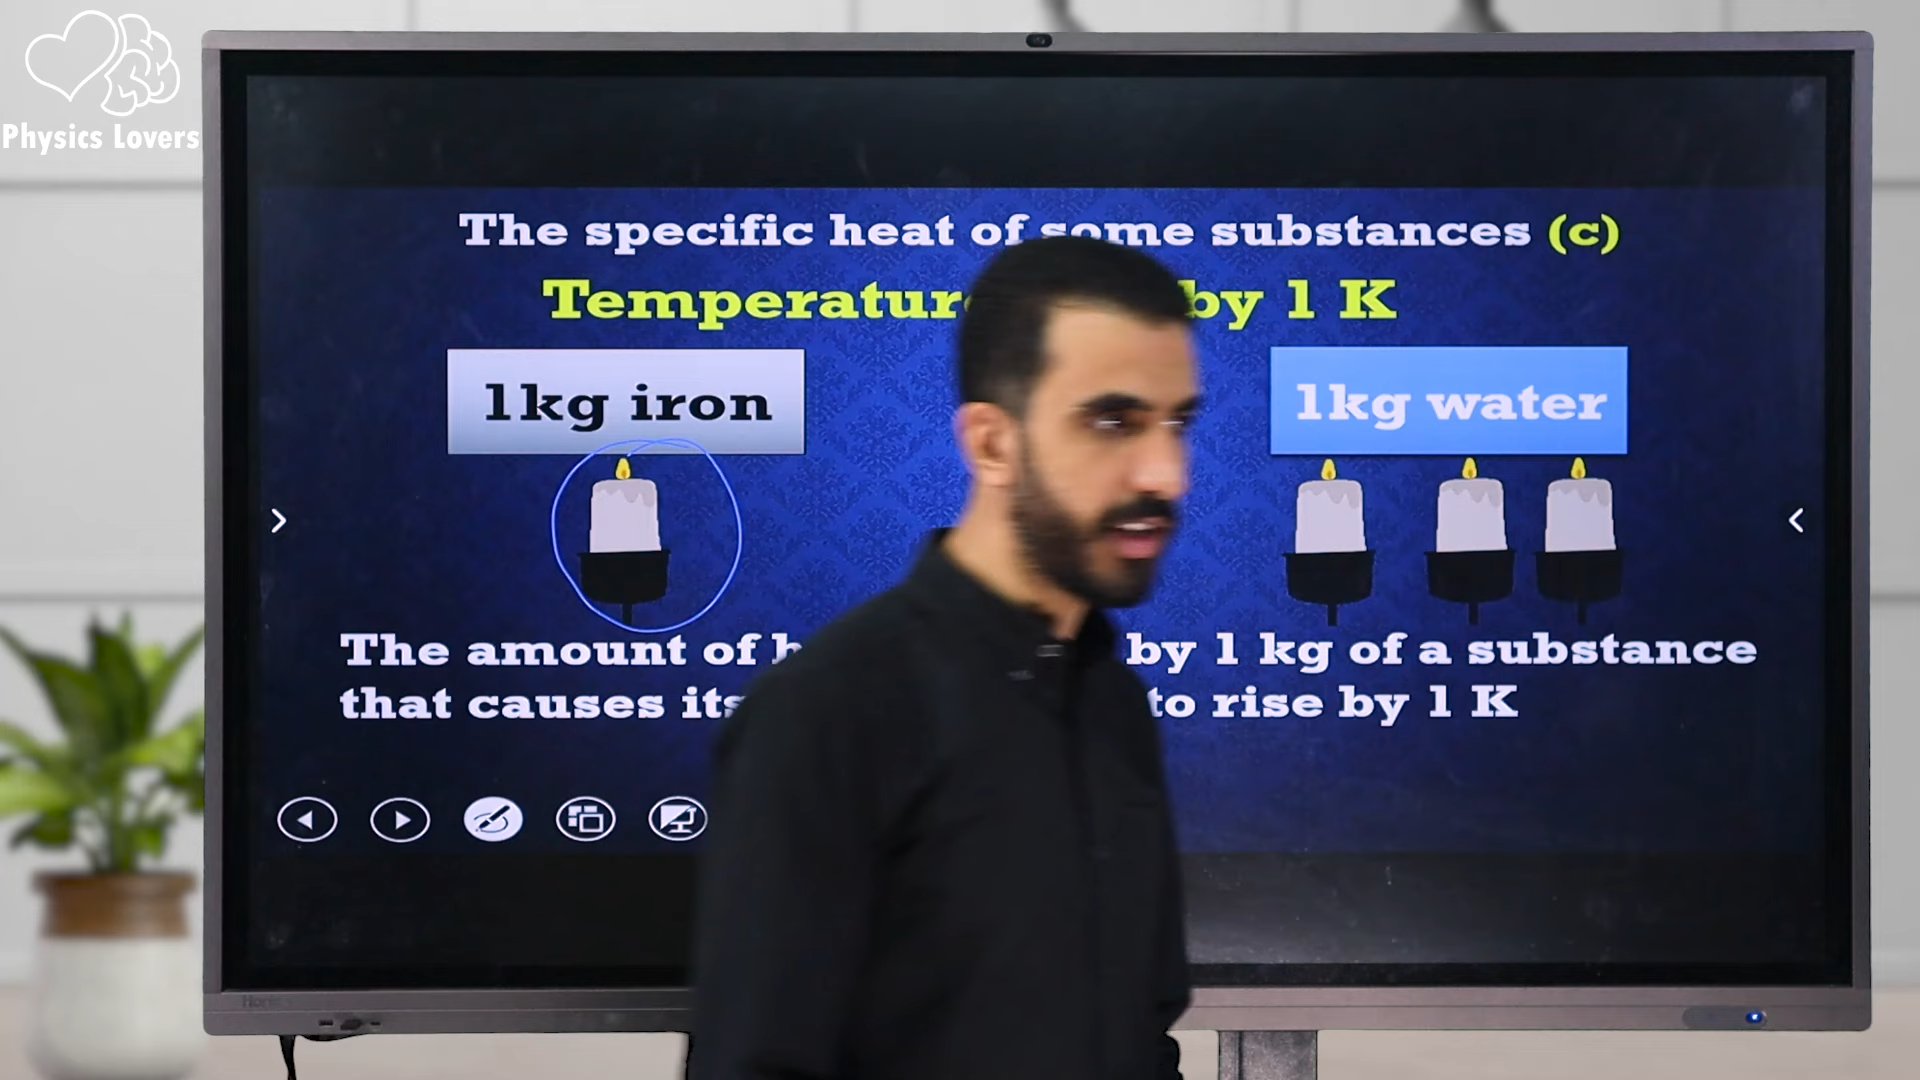 Physics Lovers
The specific heat of some substances (c)
Temperature by 1 K
1kg iron
1kg water
The amount of by 1 kg of a substance
that causes its to rise by 1 K